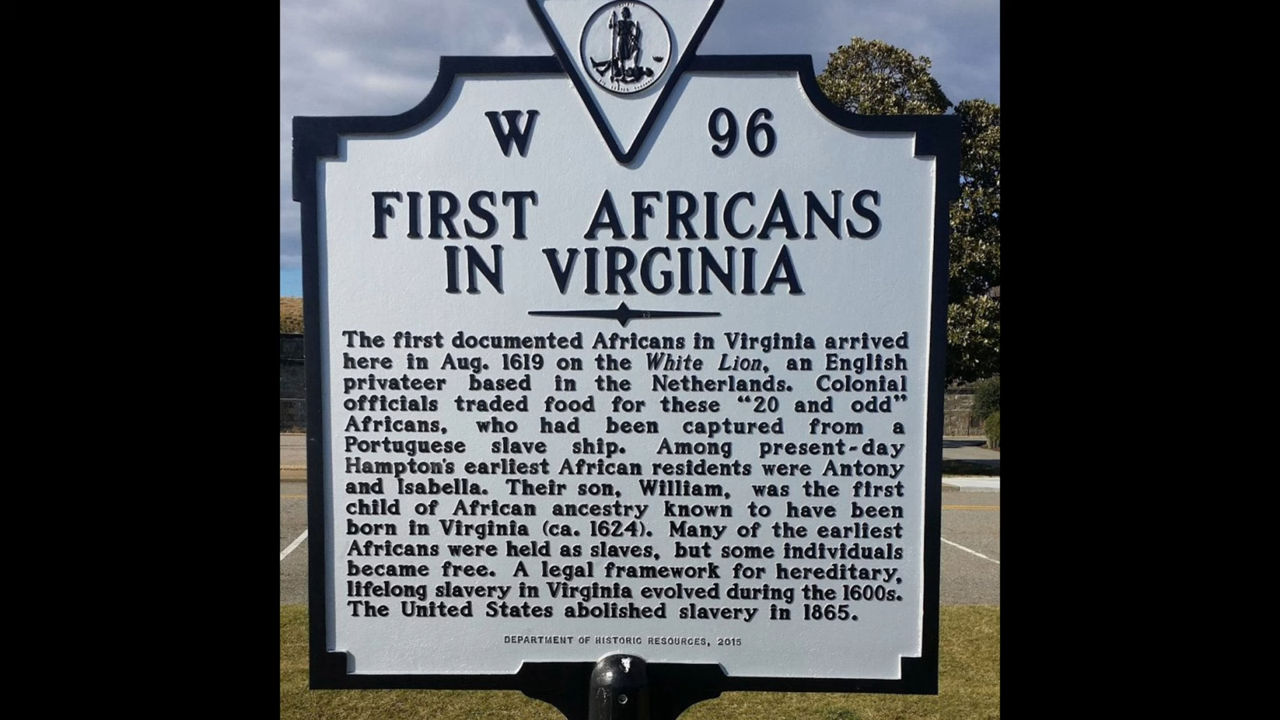 W 96
FIRST AFRICANS
IN VIRGINIA
The first documented Africans in Virginia arrived
here in Aug. 1619 on the White Lion, an English
privateer based in the Netherlands. Colonial
officials traded food for these “20 and odd”
Africans, who had been captured from a
Portuguese slave ship. Among present-day
Hampton's earliest African residents were Antony
and Isabella. Their son, William, was the first
child of African ancestry known to have been
born in Virginia (ca. 1624). Many of the earliest
Africans were held as slaves, but some individuals
became free. A legal framework for hereditary,
lifelong slavery in Virginia evolved during the 1600s.
The United States abolished slavery in 1865.
DEPARTMENT OF HISTORIC RESOURCES, 2015